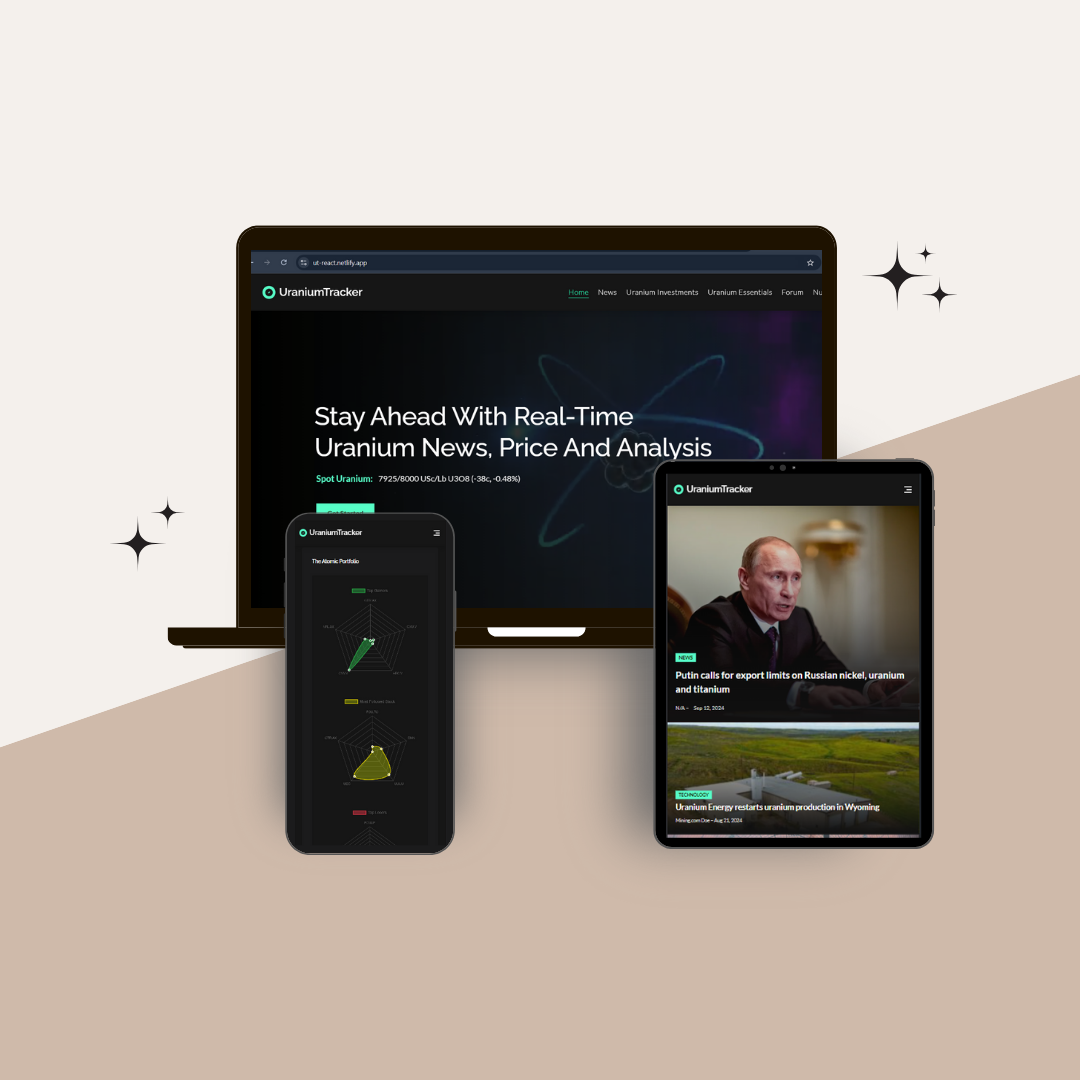 ut-react.netlify.app
UraniumTracker
Home News Uranium Investments Uranium Essentials Forum Nu
Stay Ahead With Real-Time
Uranium News, Price And Analysis
Spot Uranium: 7925/8000 USc/Lb U3O8 (-38c, -0.48%)
Get Started
UraniumTracker
The Atomic Portfolio
UraniumTracker
NEWS
Putin calls for export limits on Russian nickel, uranium
and titanium
N/A – Sep 12, 2024
TECHNOLOGY
Uranium Energy restarts uranium production in Wyoming
Mining.com Doe – Aug 21, 2024